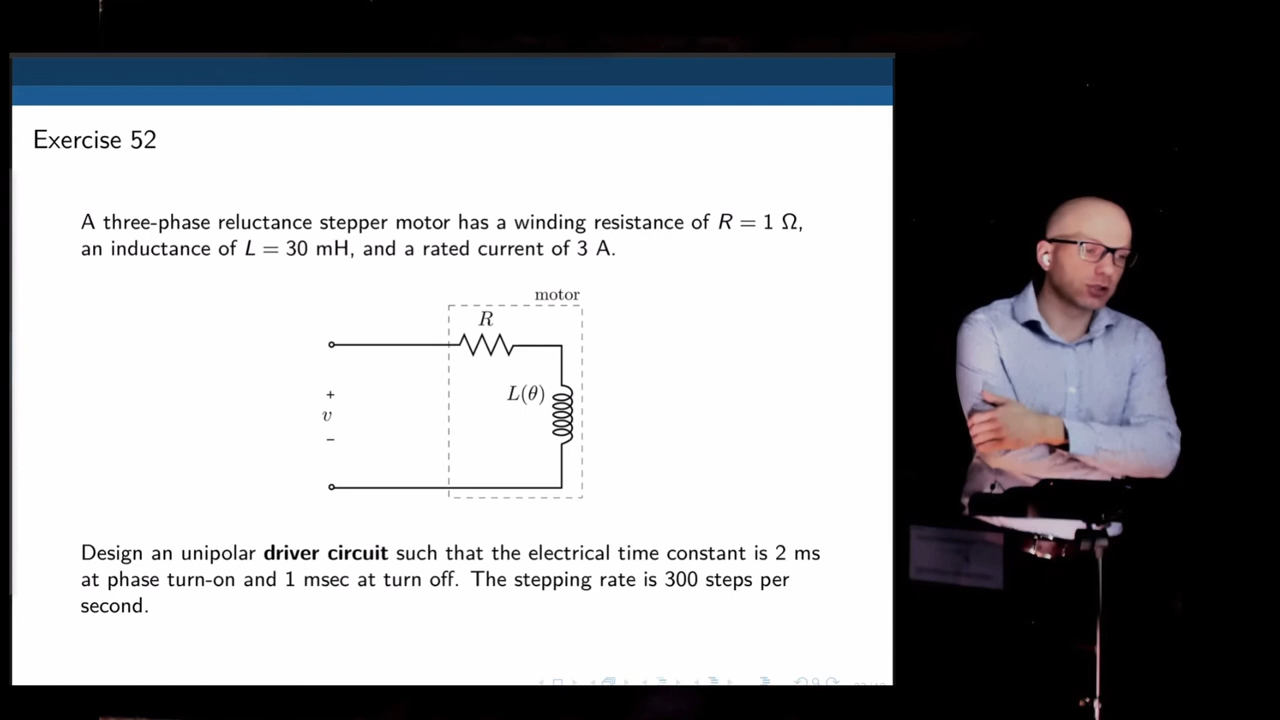 Exercise 52
A three-phase reluctance stepper motor has a winding resistance of R = 1 Ω,
an inductance of L = 30 mH, and a rated current of 3 A.
motor
R
L(θ)
+
v
−
Design an unipolar driver circuit such that the electrical time constant is 2 ms
at phase turn-on and 1 msec at turn off. The stepping rate is 300 steps per
second.